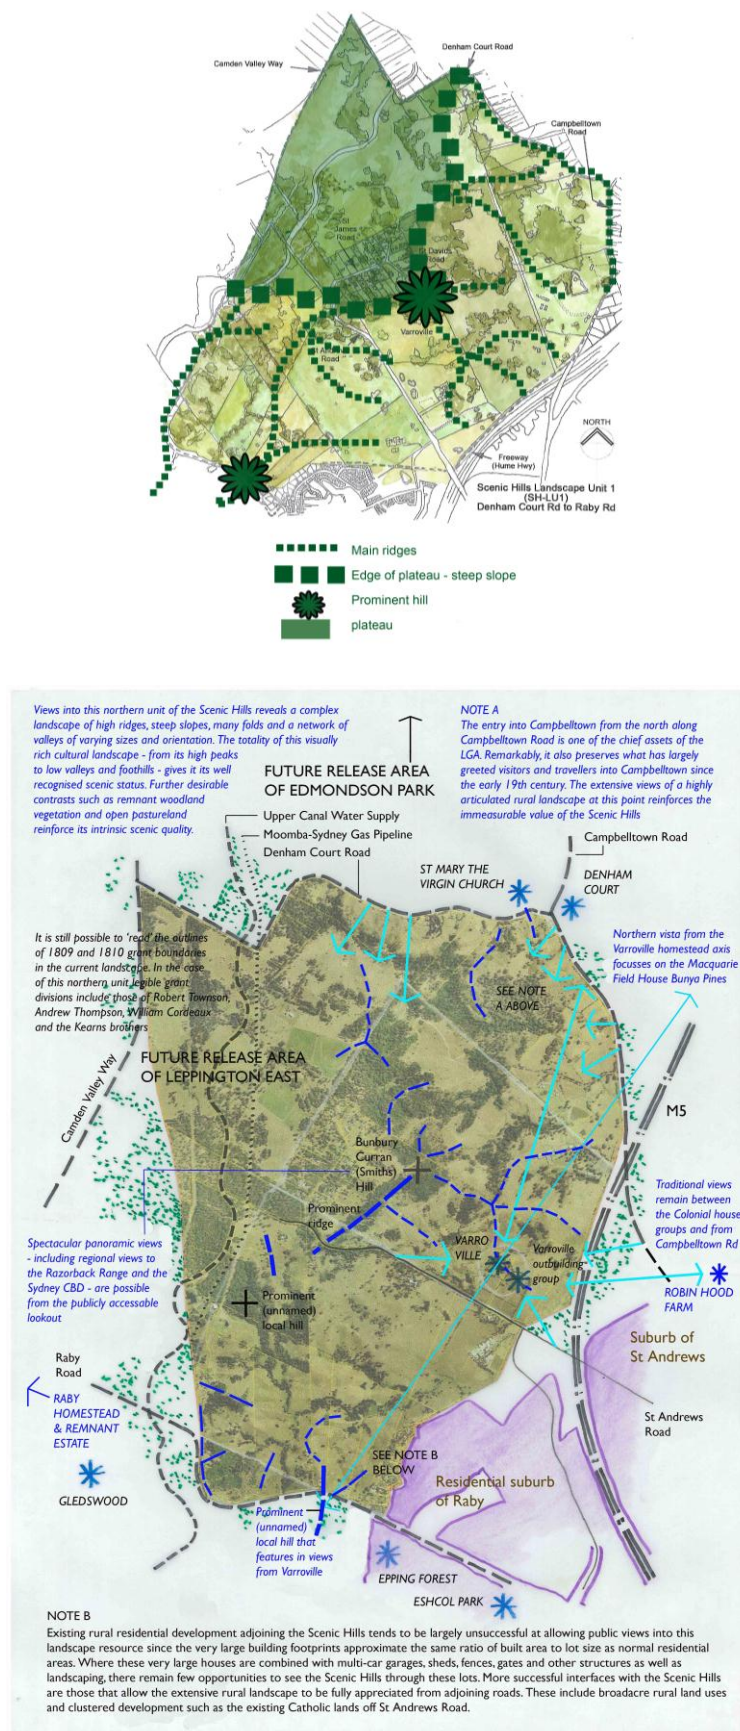 Denham Court Road
Camden Valley Way
Campbelltown
Road
St
James
Road
St Davids
Road
Varroville
Road
NORTH
Freeway
(Hume Hwy)
Scenic Hills Landscape Unit 1
(SH-LU1)
Denham Court Rd to Raby Rd
Main ridges
Edge of plateau - steep slope
Prominent hill
plateau
Views into this northern unit of the Scenic Hills reveals a complex
landscape of high ridges, steep slopes, many folds and a network of
valleys of varying sizes and orientation. The totality of this visually
rich cultural landscape - from its high peaks
to low valleys and foothills - gives it its well
recognised scenic status. Further desirable
contrasts such as remnant woodland
vegetation and open pastureland
reinforce its intrinsic scenic quality.
NOTE A
The entry into Campbelltown from the north along
Campbelltown Road is one of the chief assets of the
LGA. Remarkably, it also preserves what has largely
greeted visitors and travellers into Campbelltown since
the early 19th century. The extensive views of a highly
articulated rural landscape at this point reinforces the
immeasurable value of the Scenic Hills
FUTURE RELEASE AREA
OF EDMONDSON PARK
Upper Canal Water Supply
Moomba-Sydney Gas Pipeline
Denham Court Road
Campbelltown Road
ST MARY THE
VIRGIN CHURCH
DENHAM
COURT
It is still possible to 'read' the outlines
of 1809 and 1810 grant boundaries
in the current landscape. In the case
of this northern unit legible grant
divisions include those of Robert Townson,
Andrew Thompson, William Cordeaux
and the Kearns brothers
Northern vista from the
Varroville homestead axis
focusses on the Macquarie
Field House Bunya Pines
SEE NOTE
A ABOVE
FUTURE RELEASE AREA
OF LEPPINGTON EAST
Camden Valley Way
M5
Bunbury
Curran
(Smiths)
Hill
Prominent
ridge
Traditional views
remain between
the Colonial house
groups and from
Campbelltown Rd
Spectacular panoramic views
- including regional views to
the Razorback Range and the
Sydney CBD - are possible
from the publicly accessable
lookout
VARRO
VILLE
Varroville
outbuilding
group
ROBIN HOOD
FARM
Prominent
(unnamed)
local hill
Suburb of
St Andrews
Raby
Road
RABY
HOMESTEAD
& REMNANT
ESTATE
St Andrews
Road
SEE NOTE B
BELOW
Residential suburb
of Raby
GLEDSWOOD
Prominent
(unnamed)
local hill that
features in views
from Varroville
EPPING FOREST
ESHCOL PARK
NOTE B
Existing rural residential development adjoining the Scenic Hills tends to be largely unsuccessful at allowing public views into this
landscape resource since the very large building footprints approximate the same ratio of built area to lot size as normal residential
areas. Where these very large houses are combined with multi-car garages, sheds, fences, gates and other structures as well as
landscaping, there remain few opportunities to see the Scenic Hills through these lots. More successful interfaces with the Scenic Hills
are those that allow the extensive rural landscape to be fully appreciated from adjoining roads. These include broadacre rural land uses
and clustered development such as the existing Catholic lands off St Andrews Road.